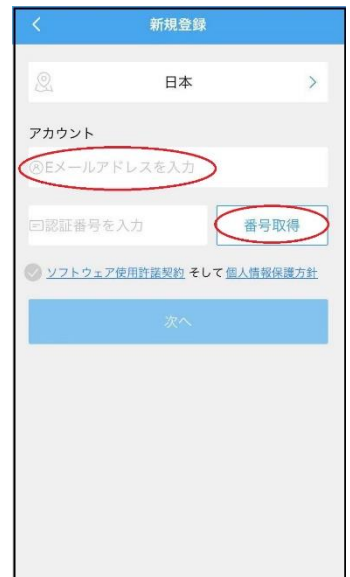 新規登録
日本
アカウント
Eメールアドレスを入力
認証番号を入力 番号取得
ソフトウェア使用許諾契約 そして 個人情報保護方針
次へ